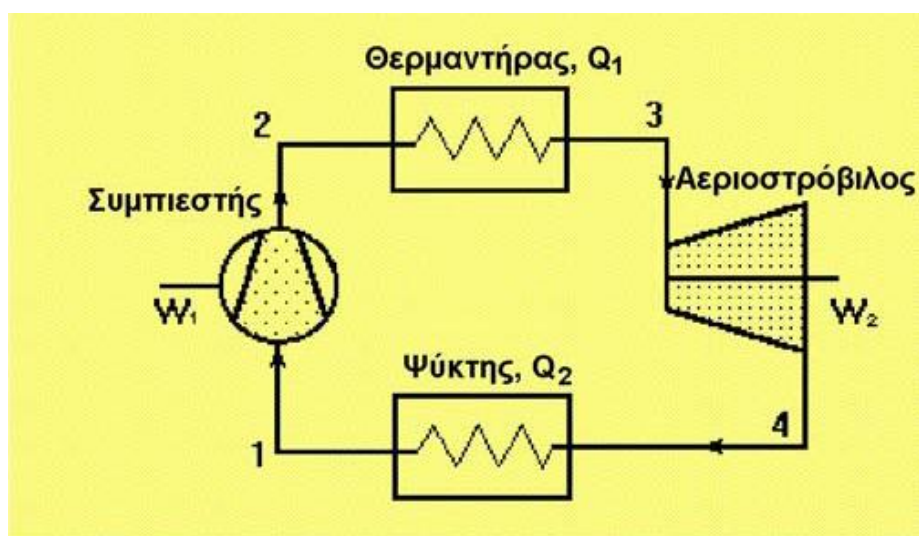 Θερμαντήρας, Q₁
2
3
Συμπιεστής
Αεριοστρόβιλος
W₁
W₂
Ψύκτης, Q₂
1
4